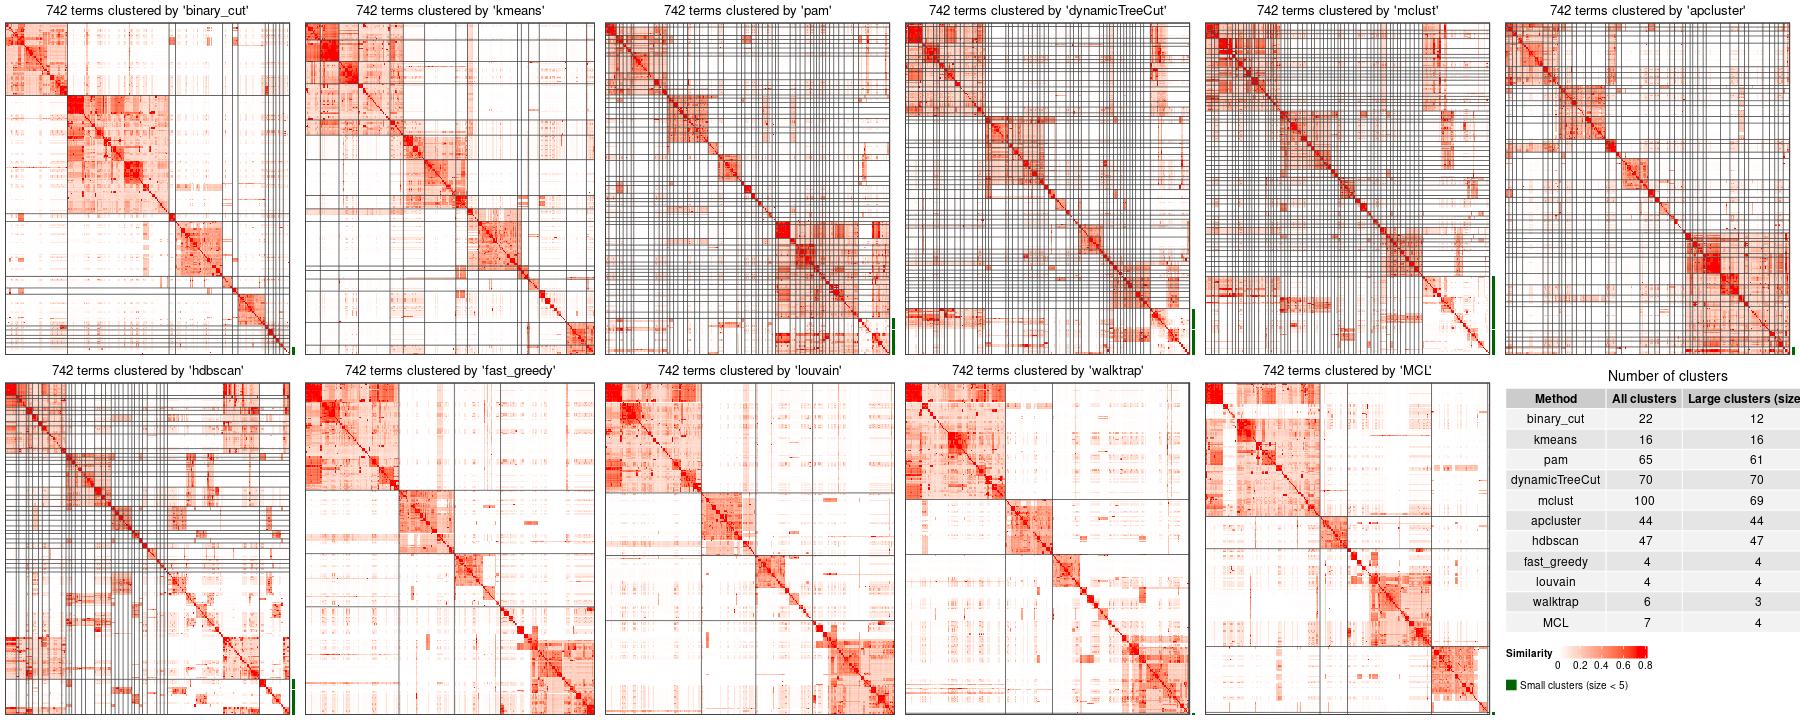 742 terms clustered by 'binary_cut'
742 terms clustered by 'kmeans'
742 terms clustered by 'pam'
742 terms clustered by 'dynamicTreeCut'
742 terms clustered by 'mclust'
742 terms clustered by 'apcluster'
742 terms clustered by 'hdbscan'
742 terms clustered by 'fast_greedy'
742 terms clustered by 'louvain'
742 terms clustered by 'walktrap'
742 terms clustered by 'MCL'
Number of clusters
Method All clusters Large clusters (size
binary_cut 22 12
kmeans 16 16
pam 65 61
dynamicTreeCut 70 70
mclust 100 69
apcluster 44 44
hdbscan 47 47
fast_greedy 4 4
louvain 4 4
walktrap 6 3
MCL 7 4
Similarity
0 0.2 0.4 0.6 0.8
Small clusters (size < 5)